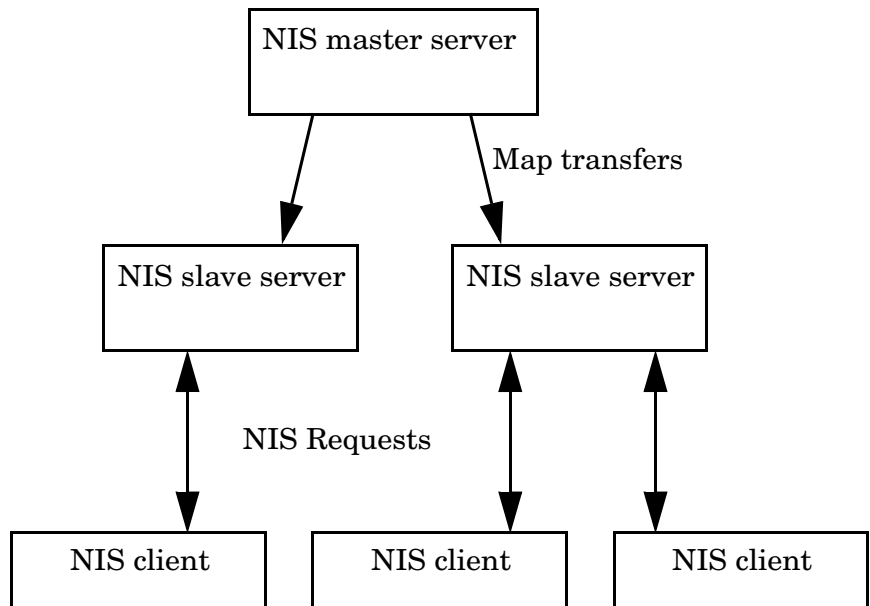 NIS master server
Map transfers
NIS slave server
NIS slave server
NIS Requests
NIS client
NIS client
NIS client